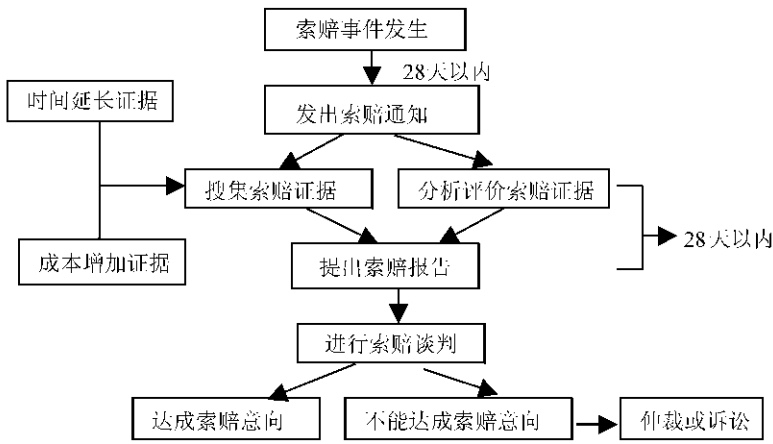 索赔事件发生
28天以内
时间延长证据
发出索赔通知
搜集索赔证据
分析评价索赔证据
28天以内
成本增加证据
提出索赔报告
进行索赔谈判
达成索赔意向
不能达成索赔意向
仲裁或诉讼